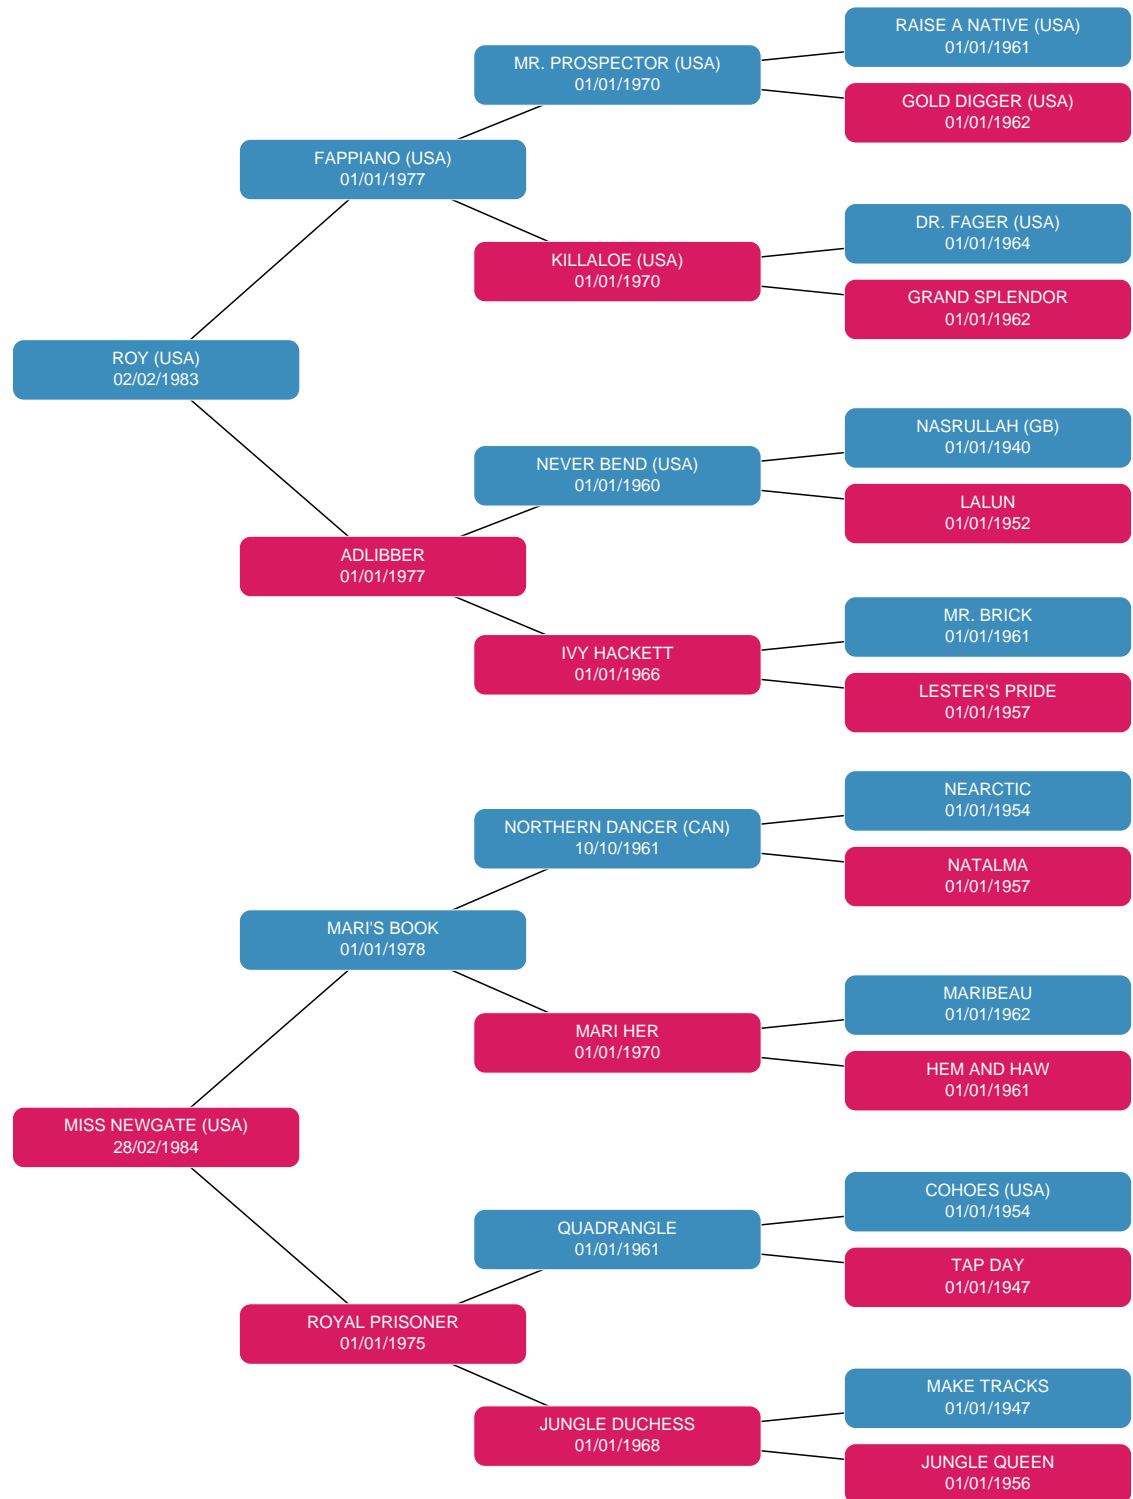 RAISE A NATIVE (USA)
01/01/1961
MR. PROSPECTOR (USA)
01/01/1970
GOLD DIGGER (USA)
01/01/1962
FAPPIANO (USA)
01/01/1977
DR. FAGER (USA)
01/01/1964
KILLALOE (USA)
01/01/1970
GRAND SPLENDOR
01/01/1962
ROY (USA)
02/02/1983
NASRULLAH (GB)
01/01/1940
NEVER BEND (USA)
01/01/1960
LALUN
01/01/1952
ADLIBBER
01/01/1977
MR. BRICK
01/01/1961
IVY HACKETT
01/01/1966
LESTER'S PRIDE
01/01/1957
NEARCTIC
01/01/1954
NORTHERN DANCER (CAN)
10/10/1961
NATALMA
01/01/1957
MARI'S BOOK
01/01/1978
MARIBEAU
01/01/1962
MARI HER
01/01/1970
HEM AND HAW
01/01/1961
MISS NEWGATE (USA)
28/02/1984
COHOES (USA)
01/01/1954
QUADRANGLE
01/01/1961
TAP DAY
01/01/1947
ROYAL PRISONER
01/01/1975
MAKE TRACKS
01/01/1947
JUNGLE DUCHESS
01/01/1968
JUNGLE QUEEN
01/01/1956